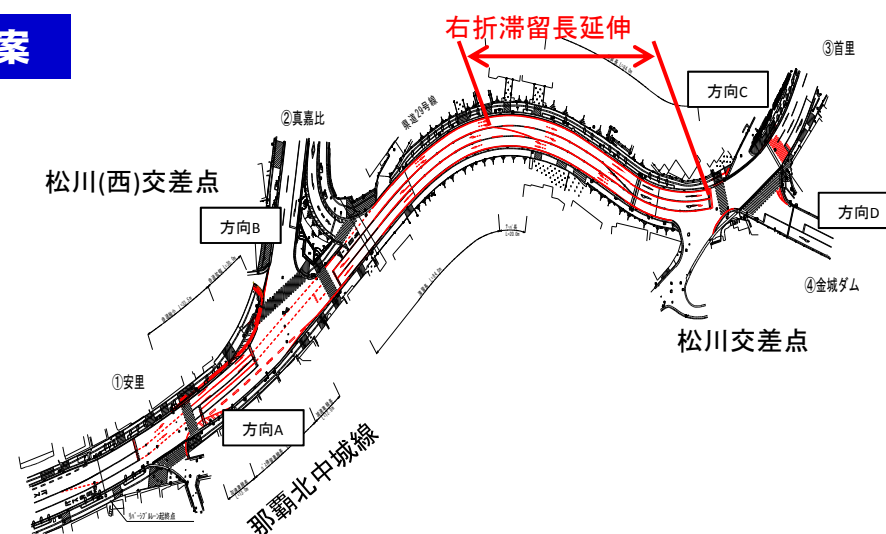 案
右折滞留長延伸
③首里
方向C
②真嘉比
県道29号線
松川(西)交差点
方向B
方向D
④金城ダム
松川交差点
①安里
方向A
那覇北中城線